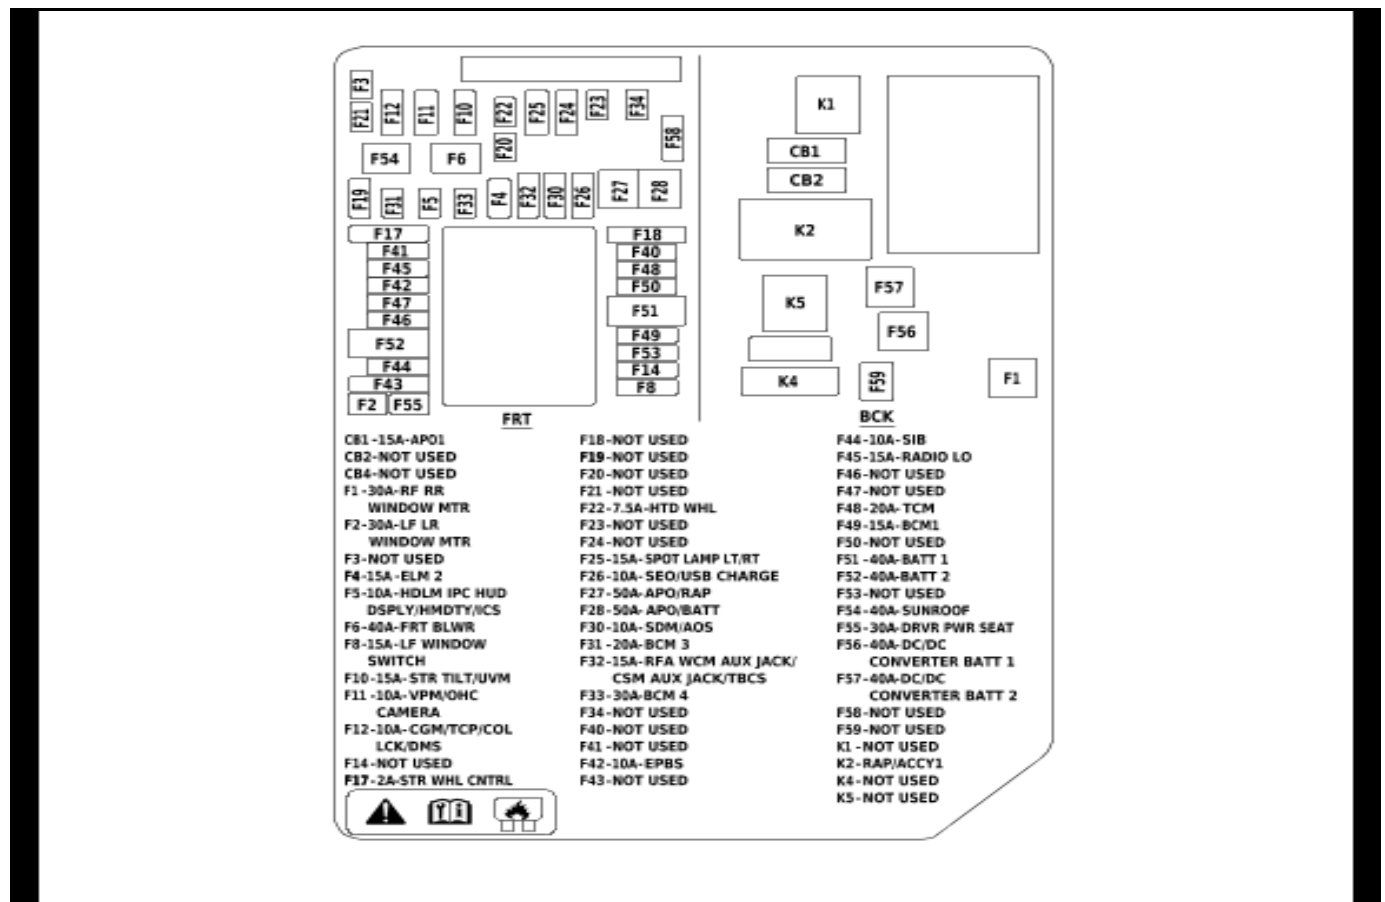 F3
F21
F12
F11
F10
F22
F25
F24
F23
F34
F20
F58
F54
F6
F19
F31
F5
F33
F4
F32
F30
F26
F27
F28
F17
F41
F45
F42
F47
F46
F52
F44
F43
F2
F55
F18
F40
F48
F50
F51
F49
F53
F14
F8
FRT
K1
CB1
CB2
K2
K5
F57
F56
K4
F59
F1
BCK
CB1-15A-APO1
CB2-NOT USED
CB4-NOT USED
F1-30A-RF RR
WINDOW MTR
F2-30A-LF LR
WINDOW MTR
F3-NOT USED
F4-15A-ELM 2
F5-10A-HDLM IPC HUD
DSPLY/HMDTY/ICS
F6-40A-FRT BLWR
F8-15A-LF WINDOW
SWITCH
F10-15A-STR TILT/UVM
F11-10A-VPM/OHC
CAMERA
F12-10A-CGM/TCP/COL
LCK/DMS
F14-NOT USED
F17-2A-STR WHL CNTRL
F18-NOT USED
F19-NOT USED
F20-NOT USED
F21-NOT USED
F22-7.5A-HTD WHL
F23-NOT USED
F24-NOT USED
F25-15A-SPOT LAMP LT/RT
F26-10A-SEO/USB CHARGE
F27-50A-APO/RAP
F28-50A-APO/BATT
F30-10A-SDM/AOS
F31-20A-BCM 3
F32-15A-RFA WCM AUX JACK/
CSM AUX JACK/TBCS
F33-30A-BCM 4
F34-NOT USED
F40-NOT USED
F41-NOT USED
F42-10A-EPBS
F43-NOT USED
F44-10A-SIB
F45-15A-RADIO LO
F46-NOT USED
F47-NOT USED
F48-20A-TCM
F49-15A-BCM1
F50-NOT USED
F51-40A-BATT 1
F52-40A-BATT 2
F53-NOT USED
F54-40A-SUNROOF
F55-30A-DRVR PWR SEAT
F56-40A-DC/DC
CONVERTER BATT 1
F57-40A-DC/DC
CONVERTER BATT 2
F58-NOT USED
F59-NOT USED
K1-NOT USED
K2-RAP/ACCY1
K4-NOT USED
K5-NOT USED